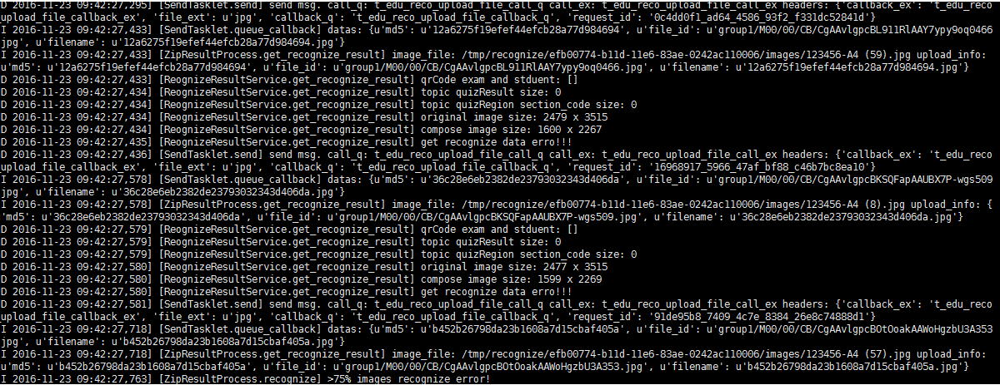 D 2016-11-23 09:42:27,295] [SendTasklet.send] send msg. call_q: t_edu_reco_upload_file_call_q call_ex: t_edu_reco_upload_file_call_ex headers: {'callback_ex': 't_edu_reco
_upload_file_callback_ex', 'file_ext': u'jpg', 'callback_q': 't_edu_reco_upload_file_callback_q', 'request_id': '0c4dd0f1_ad64_4586_93f2_f331dc52841d'}
I 2016-11-23 09:42:27,433] [SendTasklet.queue_callback] datas: {u'md5': u'12a6275f19efef44efcb28a77d984694', u'file_id': u'group1/M00/00/CB/CgAAvlgpcBL911RlAAY7ypy9oq0466
jpg', u'filename': u'12a6275f19efef44efcb28a77d984694.jpg'}
I 2016-11-23 09:42:27,433] [ZipResultProcess.get_recognize_result] image_file: /tmp/recognize/efb00774-b11d-11e6-83ae-0242ac110006/images/123456-A4 (59).jpg upload_info:
u'md5': u'12a6275f19efef44efcb28a77d984694', u'file_id': u'group1/M00/00/CB/CgAAvlgpcBL911RlAAY7ypy9oq0466.jpg', u'filename': u'12a6275f19efef44efcb28a77d984694.jpg'}
D 2016-11-23 09:42:27,433] [ReognizeResultService.get_recognize_result] qrCode exam and stduent: []
D 2016-11-23 09:42:27,434] [ReognizeResultService.get_recognize_result] topic quizResult size: 0
D 2016-11-23 09:42:27,434] [ReognizeResultService.get_recognize_result] topic quizRegion section_code size: 0
D 2016-11-23 09:42:27,434] [ReognizeResultService.get_recognize_result] original image size: 2479 x 3515
D 2016-11-23 09:42:27,434] [ReognizeResultService.get_recognize_result] compose image size: 1600 x 2267
D 2016-11-23 09:42:27,435] [ReognizeResultService.get_recognize_result] get recognize data erro!!!
D 2016-11-23 09:42:27,436] [SendTasklet.send] send msg. call_q: t_edu_reco_upload_file_call_q call_ex: t_edu_reco_upload_file_call_ex headers: {'callback_ex': 't_edu_reco
_upload_file_callback_ex', 'file_ext': u'jpg', 'callback_q': 't_edu_reco_upload_file_callback_q', 'request_id': '16968917_5966_47af_bf88_c46b7bc8ea10'}
I 2016-11-23 09:42:27,578] [SendTasklet.queue_callback] datas: {u'md5': u'36c28e6eb2382de23793032343d406da', u'file_id': u'group1/M00/00/CB/CgAAvlgpcBKSQFapAAUBX7P-wgs509
jpg', u'filename': u'36c28e6eb2382de23793032343d406da.jpg'}
I 2016-11-23 09:42:27,578] [ZipResultProcess.get_recognize_result] image_file: /tmp/recognize/efb00774-b11d-11e6-83ae-0242ac110006/images/123456-A4 (8).jpg upload_info: {
'md5': u'36c28e6eb2382de23793032343d406da', u'file_id': u'group1/M00/00/CB/CgAAvlgpcBKSQFapAAUBX7P-wgs509.jpg', u'filename': u'36c28e6eb2382de23793032343d406da.jpg'}
D 2016-11-23 09:42:27,579] [ReognizeResultService.get_recognize_result] qrCode exam and stduent: []
D 2016-11-23 09:42:27,579] [ReognizeResultService.get_recognize_result] topic quizResult size: 0
D 2016-11-23 09:42:27,579] [ReognizeResultService.get_recognize_result] topic quizRegion section_code size: 0
D 2016-11-23 09:42:27,580] [ReognizeResultService.get_recognize_result] original image size: 2477 x 3515
D 2016-11-23 09:42:27,580] [ReognizeResultService.get_recognize_result] compose image size: 1599 x 2269
D 2016-11-23 09:42:27,580] [ReognizeResultService.get_recognize_result] get recognize data erro!!!
D 2016-11-23 09:42:27,581] [SendTasklet.send] send msg. call_q: t_edu_reco_upload_file_call_q call_ex: t_edu_reco_upload_file_call_ex headers: {'callback_ex': 't_edu_reco
_upload_file_callback_ex', 'file_ext': u'jpg', 'callback_q': 't_edu_reco_upload_file_callback_q', 'request_id': '91de95b8_7409_4c7e_8384_26e8c74888d1'}
I 2016-11-23 09:42:27,718] [SendTasklet.queue_callback] datas: {u'md5': u'b452b26798da23b1608a7d15cbaf405a', u'file_id': u'group1/M00/00/CB/CgAAvlgpcBOtOoakAAWoHgzbU3A353
jpg', u'filename': u'b452b26798da23b1608a7d15cbaf405a.jpg'}
I 2016-11-23 09:42:27,718] [ZipResultProcess.get_recognize_result] image_file: /tmp/recognize/efb00774-b11d-11e6-83ae-0242ac110006/images/123456-A4 (57).jpg upload_info:
u'md5': u'b452b26798da23b1608a7d15cbaf405a', u'file_id': u'group1/M00/00/CB/CgAAvlgpcBOtOoakAAWoHgzbU3A353.jpg', u'filename': u'b452b26798da23b1608a7d15cbaf405a.jpg'}
I 2016-11-23 09:42:27,763] [ZipResultProcess.recognize] >75% images recognize error!